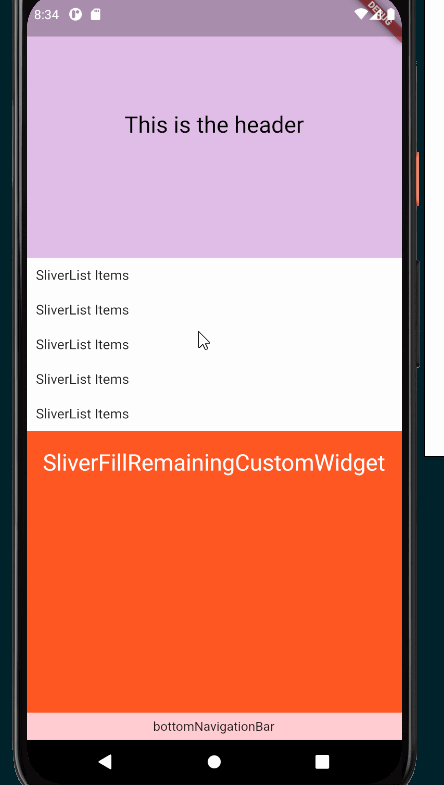 8:34
DEBUG
This is the header
SliverList Items
SliverList Items
SliverList Items
SliverList Items
SliverList Items
SliverFillRemainingCustomWidget
bottomNavigationBar